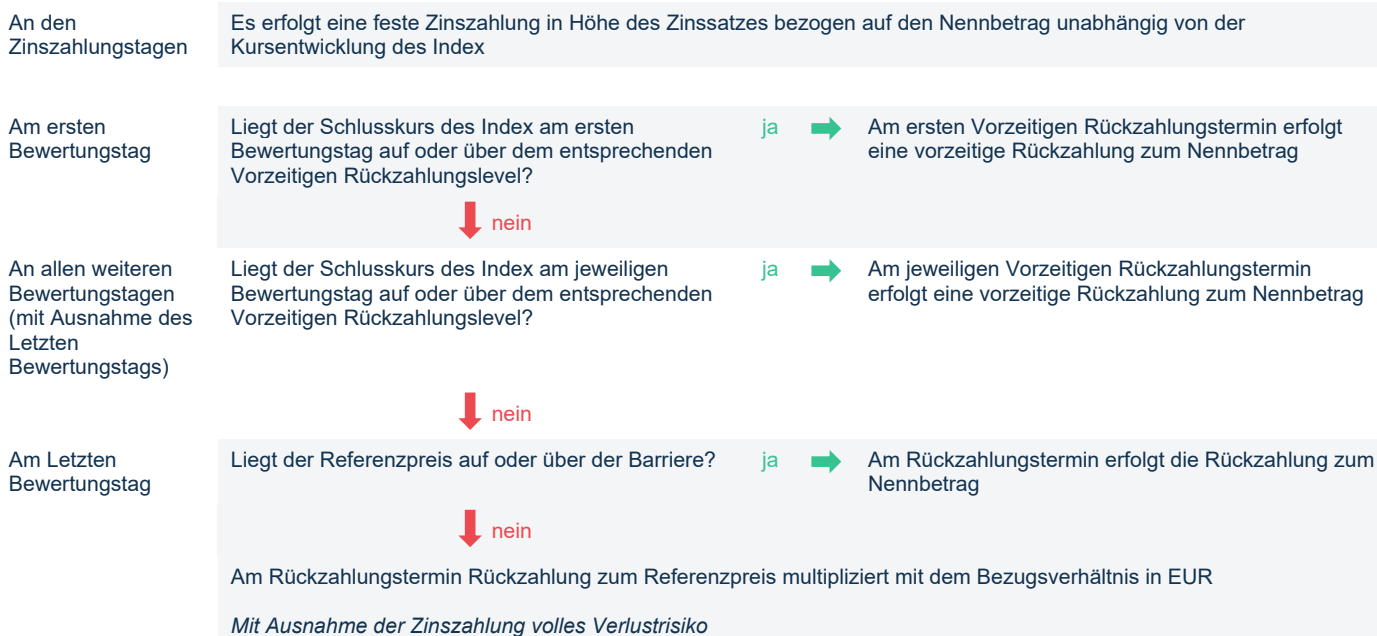 An den
Zinszahlungstagen
Es erfolgt eine feste Zinszahlung in Höhe des Zinssatzes bezogen auf den Nennbetrag unabhängig von der
Kursentwicklung des Index
Am ersten
Bewertungstag
Liegt der Schlusskurs des Index am ersten
Bewertungstag auf oder über dem entsprechenden
Vorzeitigen Rückzahlungslevel?
ja
Am ersten Vorzeitigen Rückzahlungstermin erfolgt
eine vorzeitige Rückzahlung zum Nennbetrag
nein
An allen weiteren
Bewertungstagen
(mit Ausnahme des
Letzten
Bewertungstags)
Liegt der Schlusskurs des Index am jeweiligen
Bewertungstag auf oder über dem entsprechenden
Vorzeitigen Rückzahlungslevel?
ja
Am jeweiligen Vorzeitigen Rückzahlungstermin
erfolgt eine vorzeitige Rückzahlung zum Nennbetrag
nein
Am Letzten
Bewertungstag
Liegt der Referenzpreis auf oder über der Barriere?
ja
Am Rückzahlungstermin erfolgt die Rückzahlung zum
Nennbetrag
nein
Am Rückzahlungstermin Rückzahlung zum Referenzpreis multipliziert mit dem Bezugsverhältnis in EUR
Mit Ausnahme der Zinszahlung volles Verlustrisiko